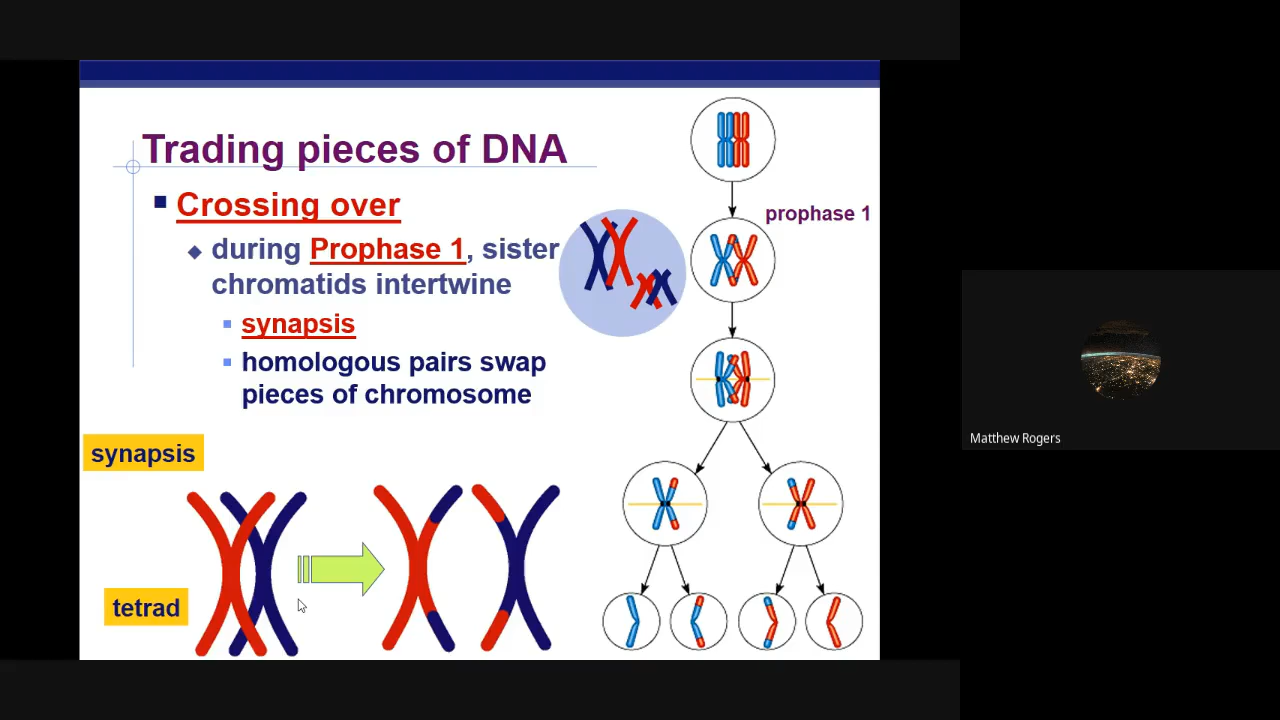 Trading pieces of DNA
Crossing over
during Prophase 1, sister
chromatids intertwine
synapsis
homologous pairs swap
pieces of chromosome
synapsis
tetrad
prophase 1
Matthew Rogers